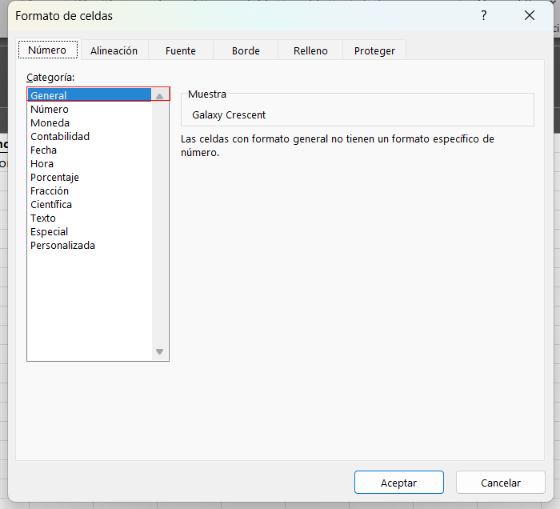 Formato de celdas
?
Número Alineación Fuente Borde Relleno Proteger
Categoría:
General
Número
Moneda
Contabilidad
Fecha
Hora
Porcentaje
Fracción
Científica
Texto
Especial
Personalizada
Muestra
Galaxy Crescent
Las celdas con formato general no tienen un formato específico de
número.
Aceptar Cancelar